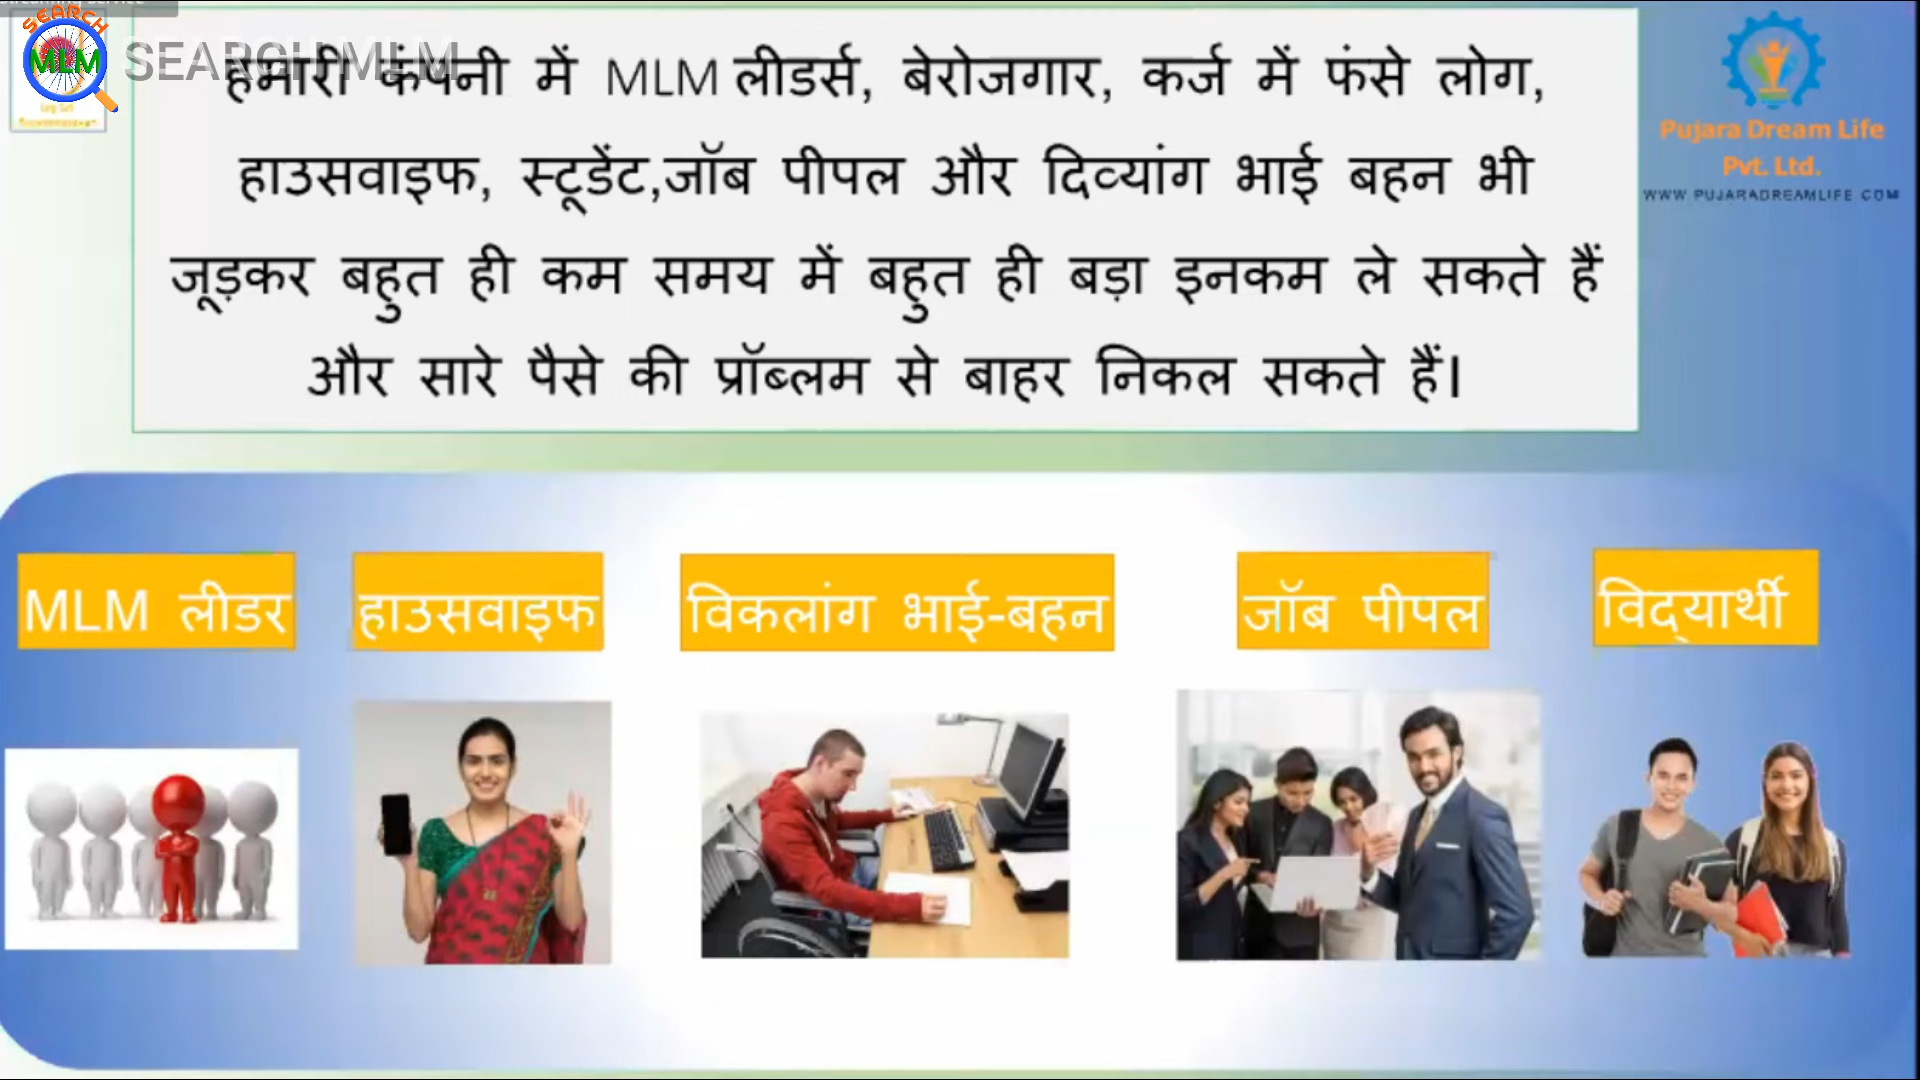 SEARCH
MLM
SEARCH MLM
हमारी कंपनी में MLM लीडर्स, बेरोजगार, कर्ज में फंसे लोग,
हाउसवाइफ, स्टूडेंट,जॉब पीपल और दिव्यांग भाई बहन भी
जूड़कर बहुत ही कम समय में बहुत ही बड़ा इनकम ले सकते हैं
और सारे पैसे की प्रॉब्लम से बाहर निकल सकते हैं।
Pujara Dream Life
Pvt. Ltd.
WWW.PUJARADREAMLIFE.COM
MLM लीडर
हाउसवाइफ
विकलांग भाई-बहन
जॉब पीपल
विद्यार्थी